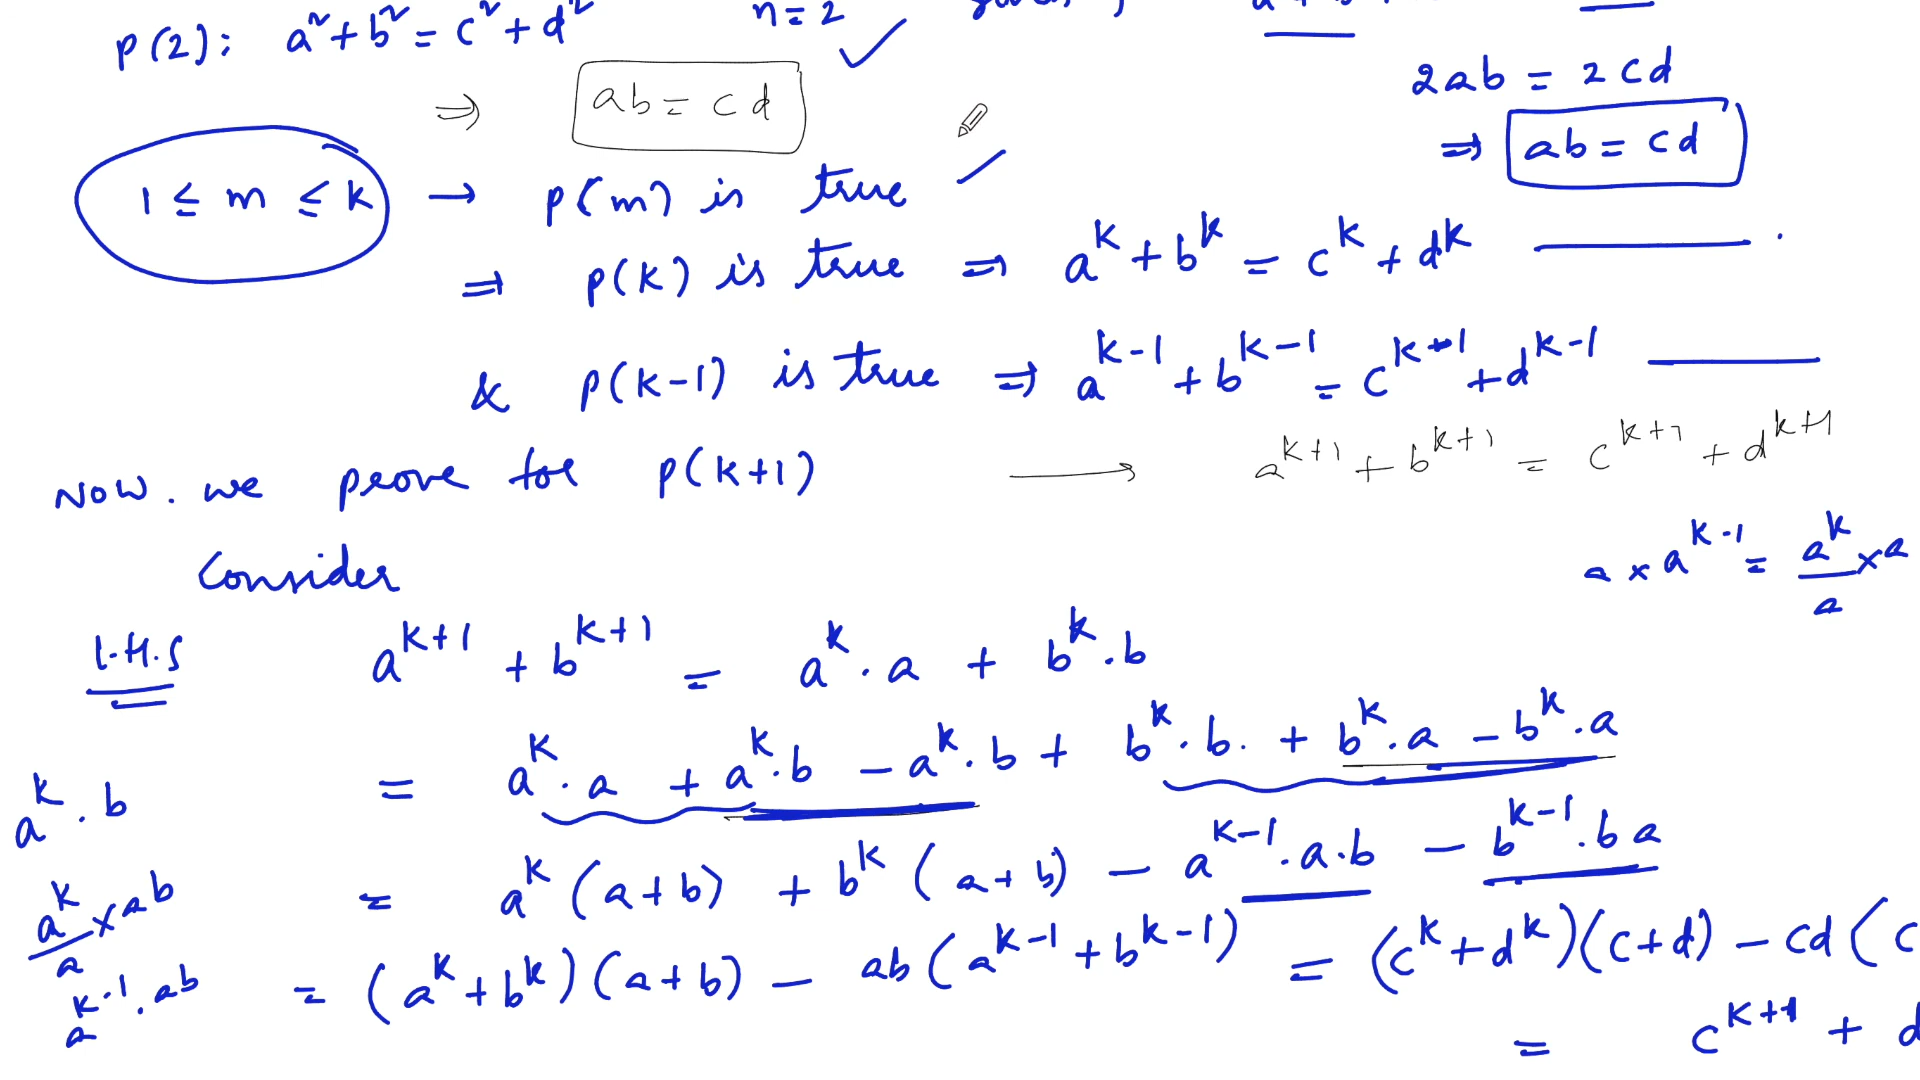 P(2): a² + b² = c² + d² n = 2
2ab = 2cd
⇒ ab = cd
⇒ ab = cd
1 ≤ m ≤ k → P(m) is true
⇒ P(k) is true ⇒ a^k + b^k = c^k + d^k
& P(k-1) is true ⇒ a^{k-1} + b^{k-1} = c^{k-1} + d^{k-1}
NOW. we prove for P(k+1) → a^{k+1} + b^{k+1} = c^{k+1} + d^{k+1}
Consider
a × a^{k-1} = a^k/a × a
L.H.S a^{k+1} + b^{k+1} = a^k . a + b^k . b
= a^k . a + a^k . b - a^k . b + b^k . b . + b^k . a - b^k . a
a^k . b
= a^k (a+b) + b^k (a+b) - a^{k-1} . a . b - b^{k-1} . b a
a^k/a × ab
= (a^k + b^k)(a+b) - ab(a^{k-1} + b^{k-1}) = (c^k + d^k)(c+d) - cd(c
a^{k-1} . ab
= c^{k+1} + d